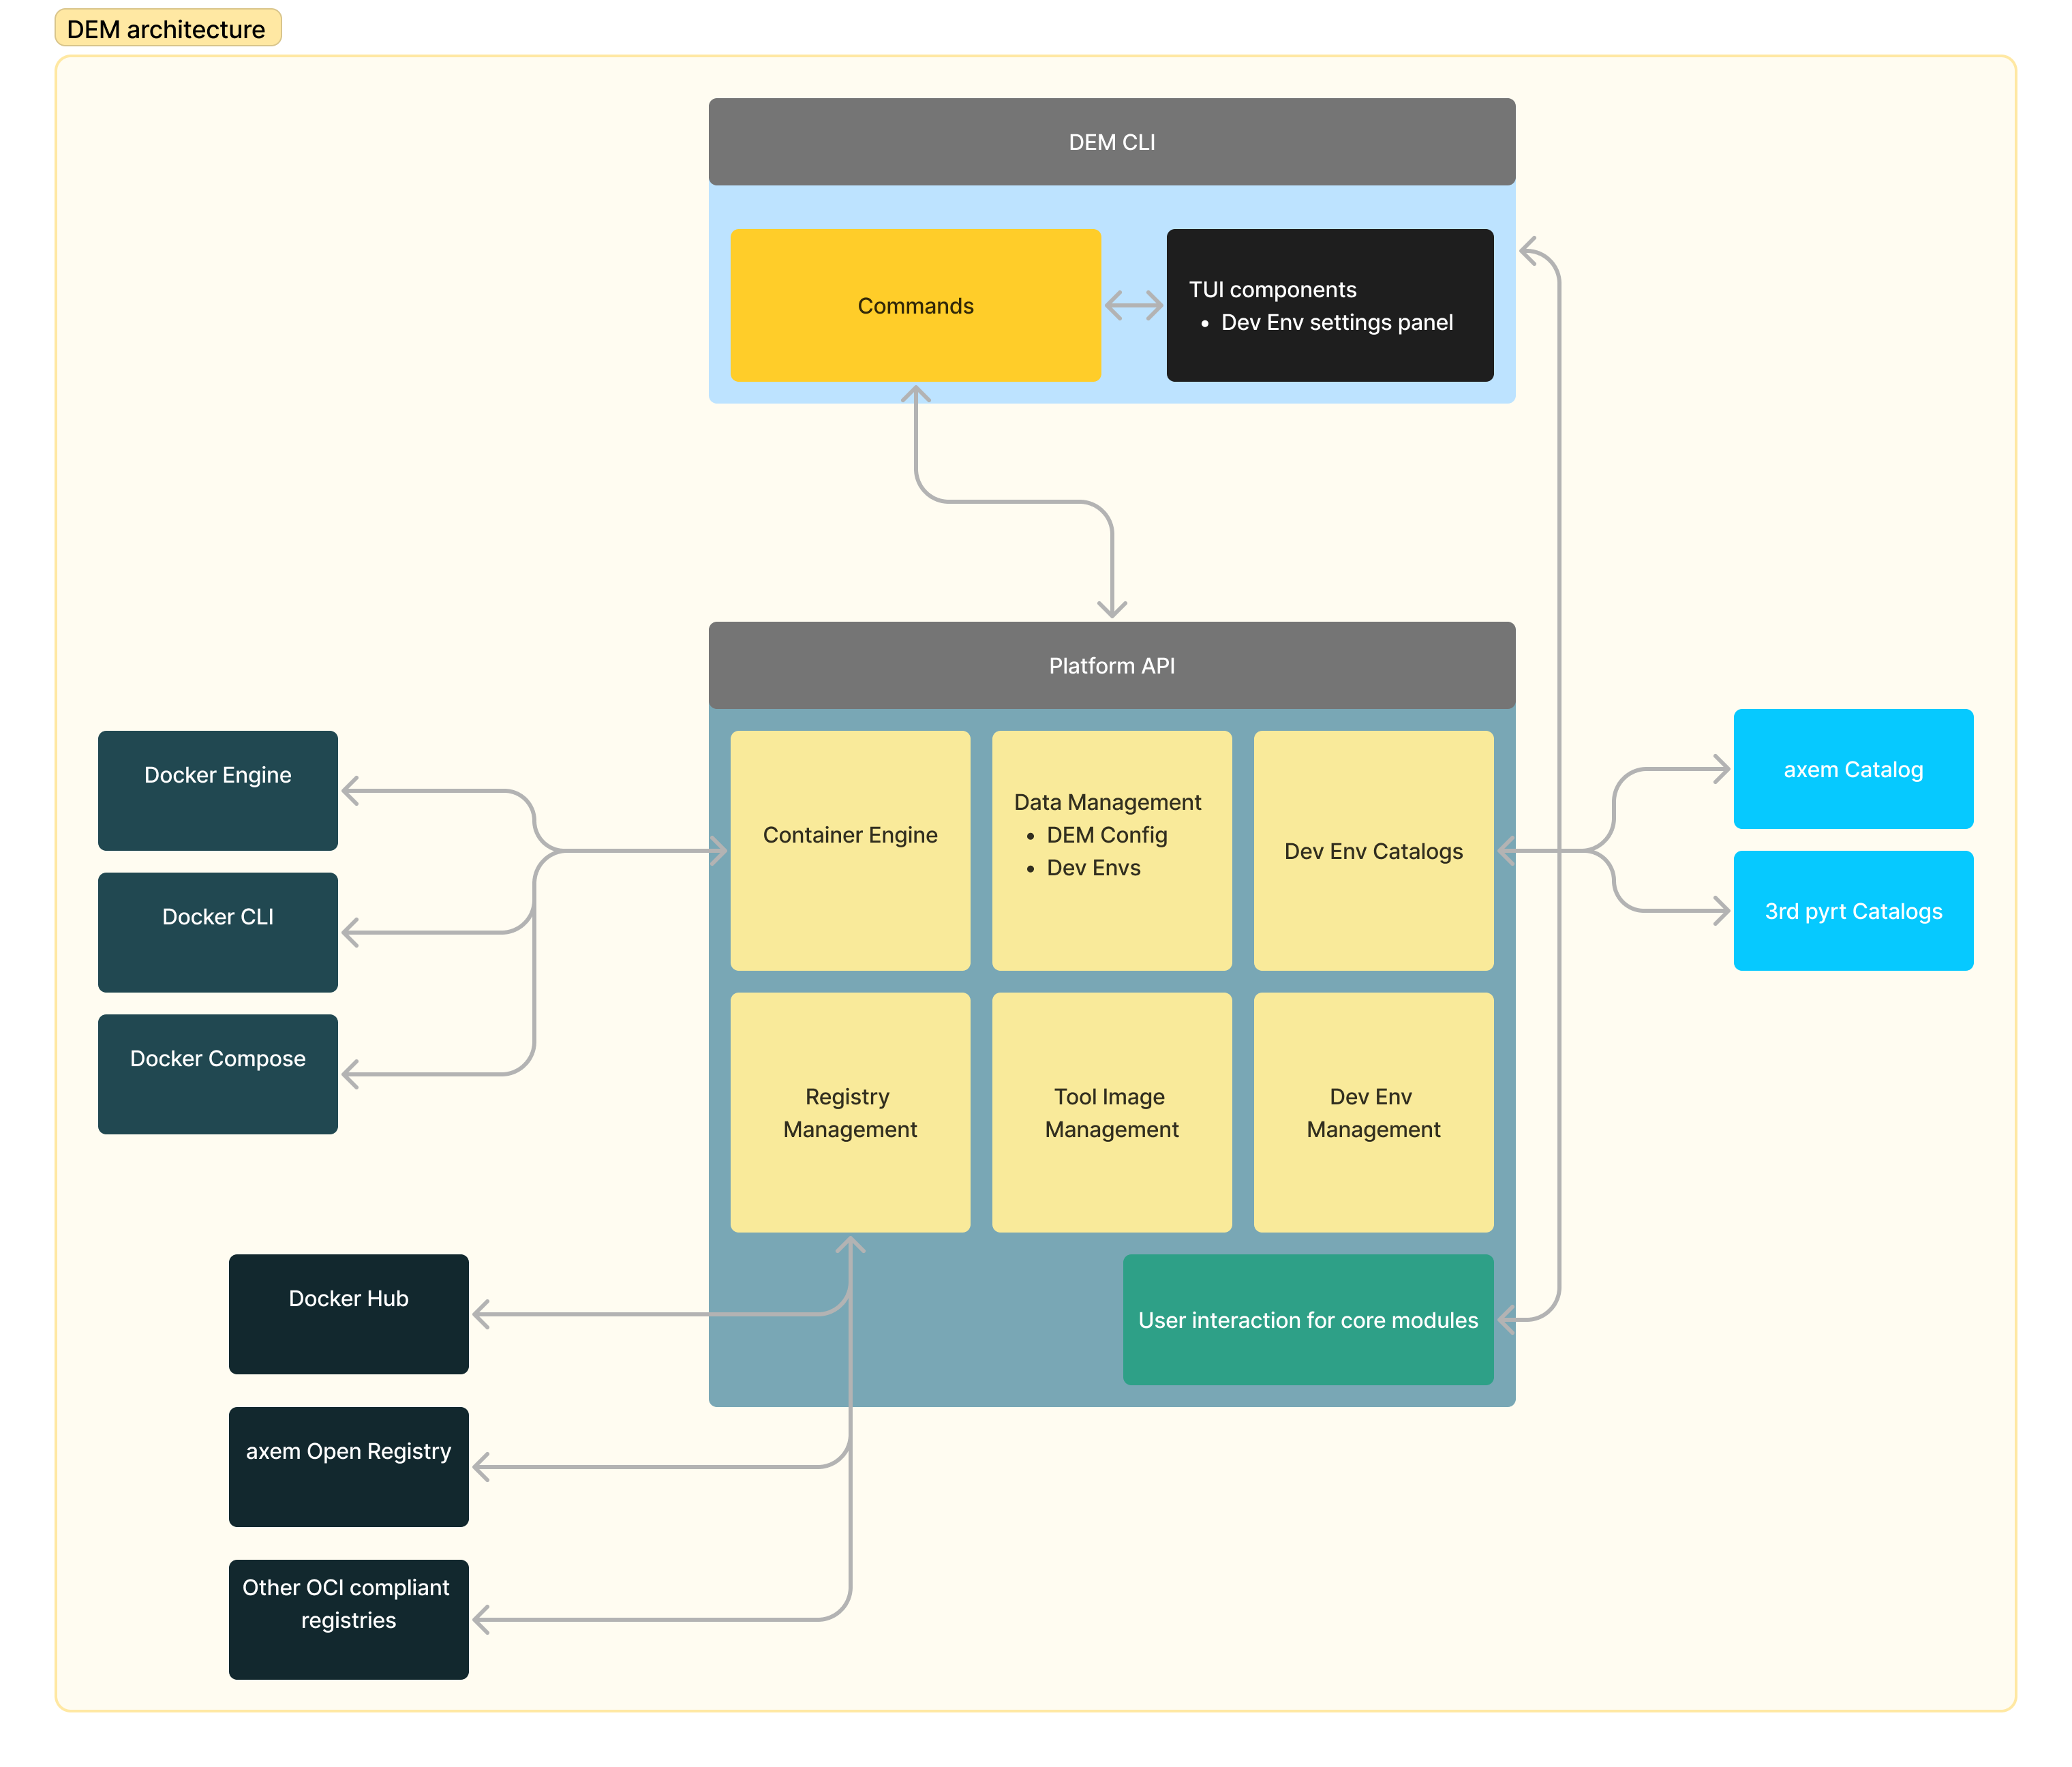 DEM architecture
DEM CLI
Commands
TUI components
• Dev Env settings panel
Platform API
Docker Engine
Docker CLI
Docker Compose
Container Engine
Data Management
• DEM Config
• Dev Envs
Dev Env Catalogs
axem Catalog
3rd pyrt Catalogs
Registry
Management
Tool Image
Management
Dev Env
Management
User interaction for core modules
Docker Hub
axem Open Registry
Other OCI compliant
registries